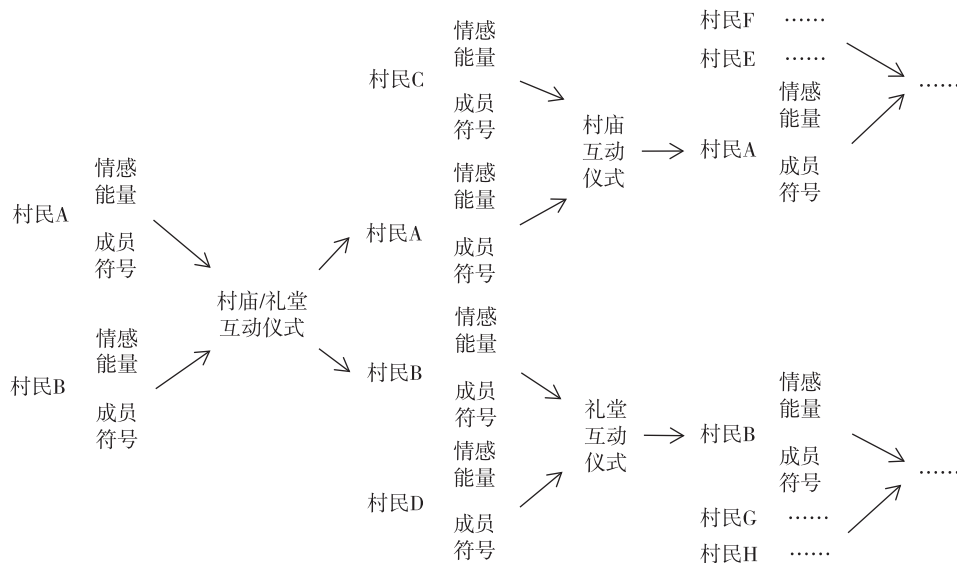 村民A
情感
能量
成员
符号
村民B
情感
能量
成员
符号
村庙/礼堂
互动仪式
村民C
情感
能量
成员
符号
村民A
情感
能量
成员
符号
村民B
情感
能量
成员
符号
村民D
情感
能量
成员
符号
村庙
互动
仪式
礼堂
互动
仪式
村民F ……
村民E ……
村民A
情感
能量
成员
符号
……
村民B
情感
能量
成员
符号
村民G ……
村民H ……
……